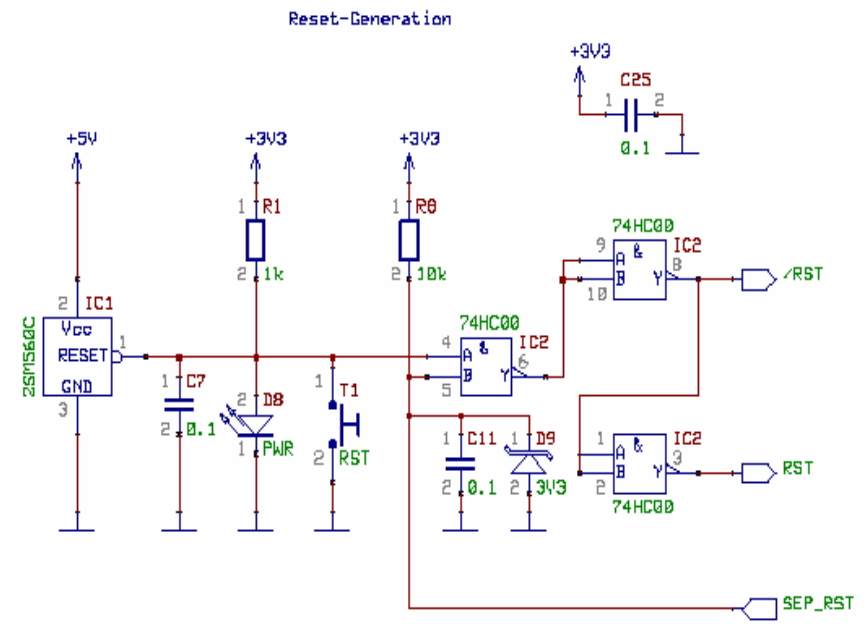 Reset-Generation
+3V3
C25
1 2
0.1
+5V
+3V3
+3V3
1 R1
2 1k
1 R8
2 10k
74HC00
9 A & IC2
B Y 8
10
/RST
2 IC1
2SM560C
Vcc
RESET 1
GND
3
74HC00
4 A & IC2
B Y 6
5
1 C7
2 0.1
2 D8
1 PWR
1 T1
2 RST
1 C11
2 0.1
1 D9
2 3V3
1 A & IC2
B Y 3
2
74HC00
RST
SEP_RST